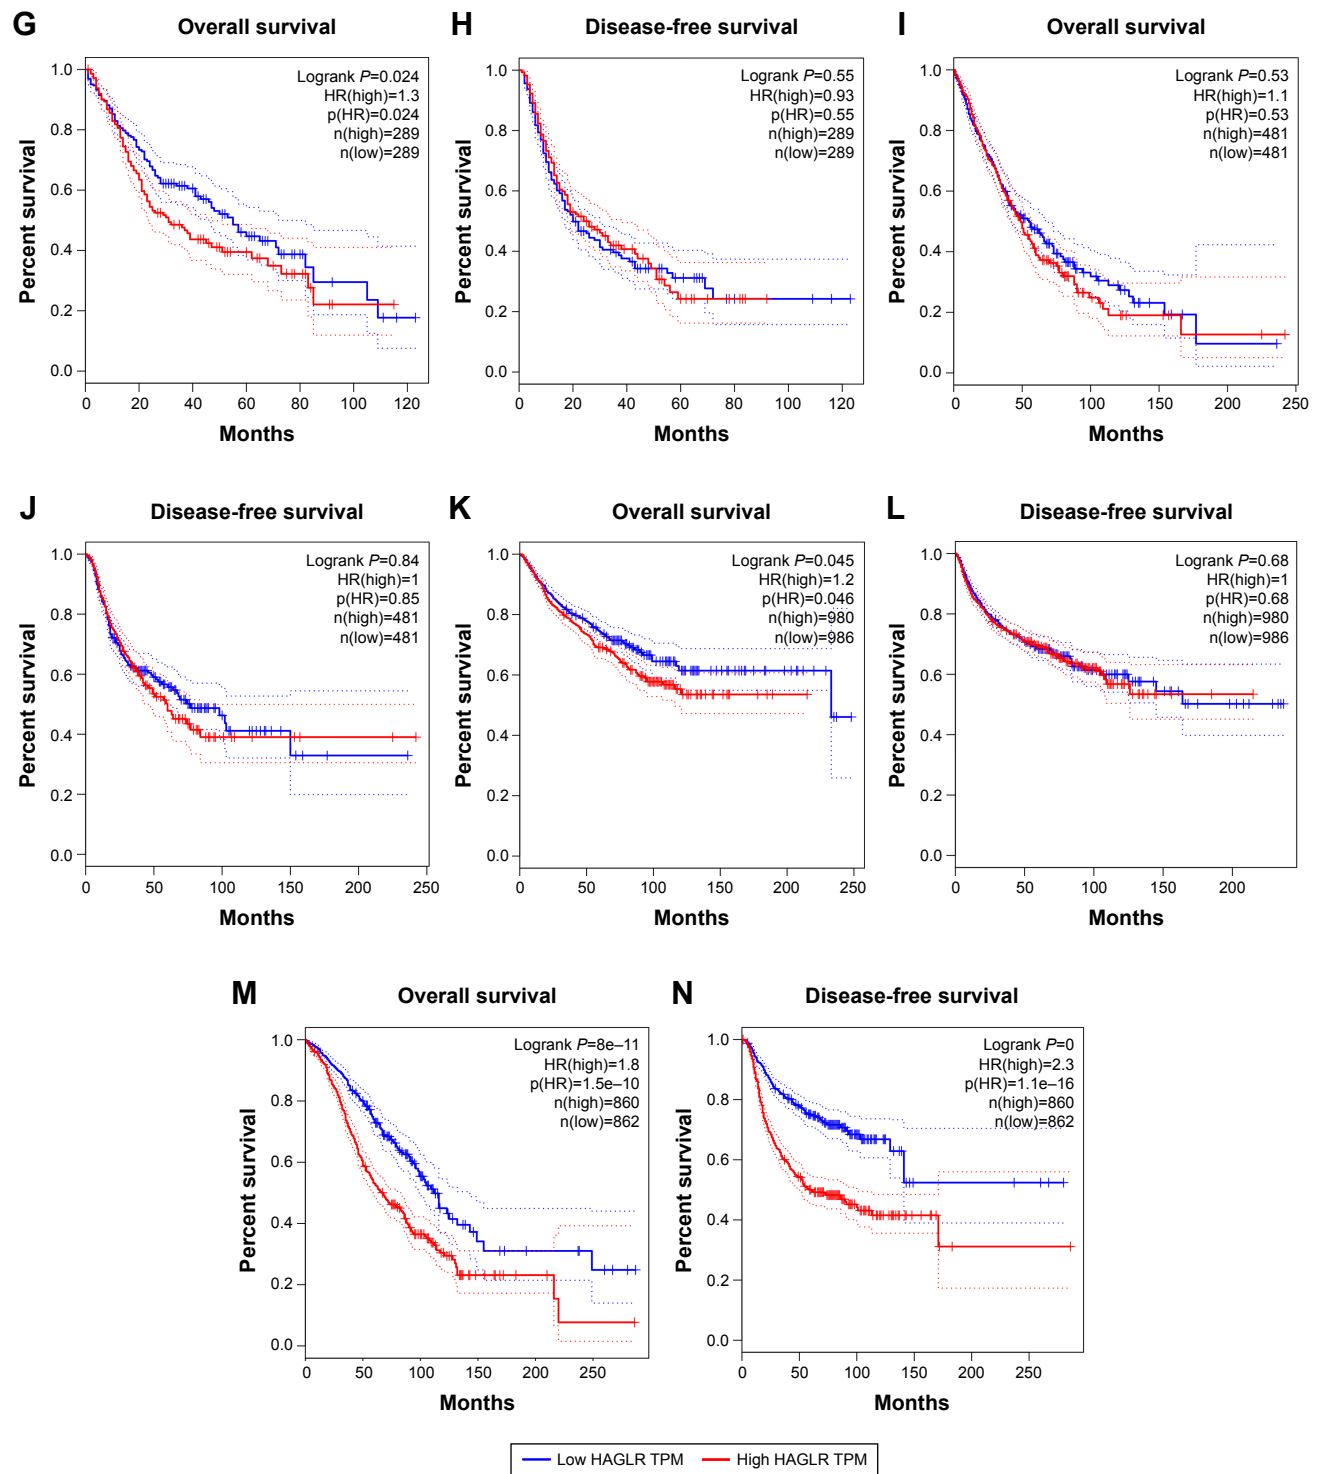 G Overall survival
Logrank P=0.024
HR(high)=1.3
p(HR)=0.024
n(high)=289
n(low)=289
Percent survival
1.0
0.8
0.6
0.4
0.2
0.0
0 20 40 60 80 100 120
Months
H Disease-free survival
Logrank P=0.55
HR(high)=0.93
p(HR)=0.55
n(high)=289
n(low)=289
Percent survival
1.0
0.8
0.6
0.4
0.2
0.0
0 20 40 60 80 100 120
Months
I Overall survival
Logrank P=0.53
HR(high)=1.1
p(HR)=0.53
n(high)=481
n(low)=481
Percent survival
1.0
0.8
0.6
0.4
0.2
0.0
0 50 100 150 200 250
Months
J Disease-free survival
Logrank P=0.84
HR(high)=1
p(HR)=0.85
n(high)=481
n(low)=481
Percent survival
1.0
0.8
0.6
0.4
0.2
0.0
0 50 100 150 200 250
Months
K Overall survival
Logrank P=0.045
HR(high)=1.2
p(HR)=0.046
n(high)=980
n(low)=986
Percent survival
1.0
0.8
0.6
0.4
0.2
0.0
0 50 100 150 200 250
Months
L Disease-free survival
Logrank P=0.68
HR(high)=1
p(HR)=0.68
n(high)=980
n(low)=986
Percent survival
1.0
0.8
0.6
0.4
0.2
0.0
0 50 100 150 200
Months
M Overall survival
Logrank P=8e–11
HR(high)=1.8
p(HR)=1.5e–10
n(high)=860
n(low)=862
Percent survival
1.0
0.8
0.6
0.4
0.2
0.0
0 50 100 150 200 250
Months
N Disease-free survival
Logrank P=0
HR(high)=2.3
p(HR)=1.1e–16
n(high)=860
n(low)=862
Percent survival
1.0
0.8
0.6
0.4
0.2
0.0
0 50 100 150 200 250
Months
Low HAGLR TPM High HAGLR TPM